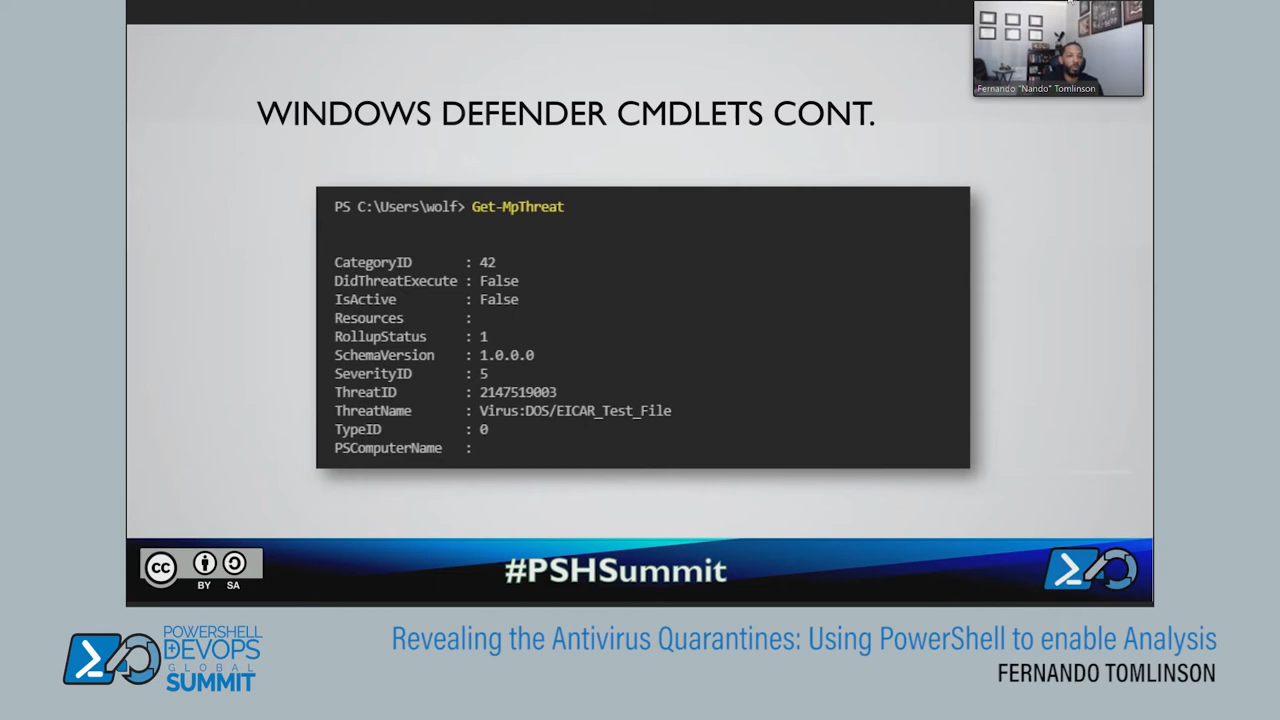 Fernando "Nando" Tomlinson
WINDOWS DEFENDER CMDLETS CONT.
PS C:\Users\wolf> Get-MpThreat
CategoryID : 42
DidThreatExecute : False
IsActive : False
Resources :
RollupStatus : 1
SchemaVersion : 1.0.0.0
SeverityID : 5
ThreatID : 2147519003
ThreatName : Virus:DOS/EICAR_Test_File
TypeID : 0
PSComputerName :
CC
BY SA
#PSHSummit
POWERSHELL
DEVOPS
GLOBAL
SUMMIT
Revealing the Antivirus Quarantines: Using PowerShell to enable Analysis
FERNANDO TOMLINSON